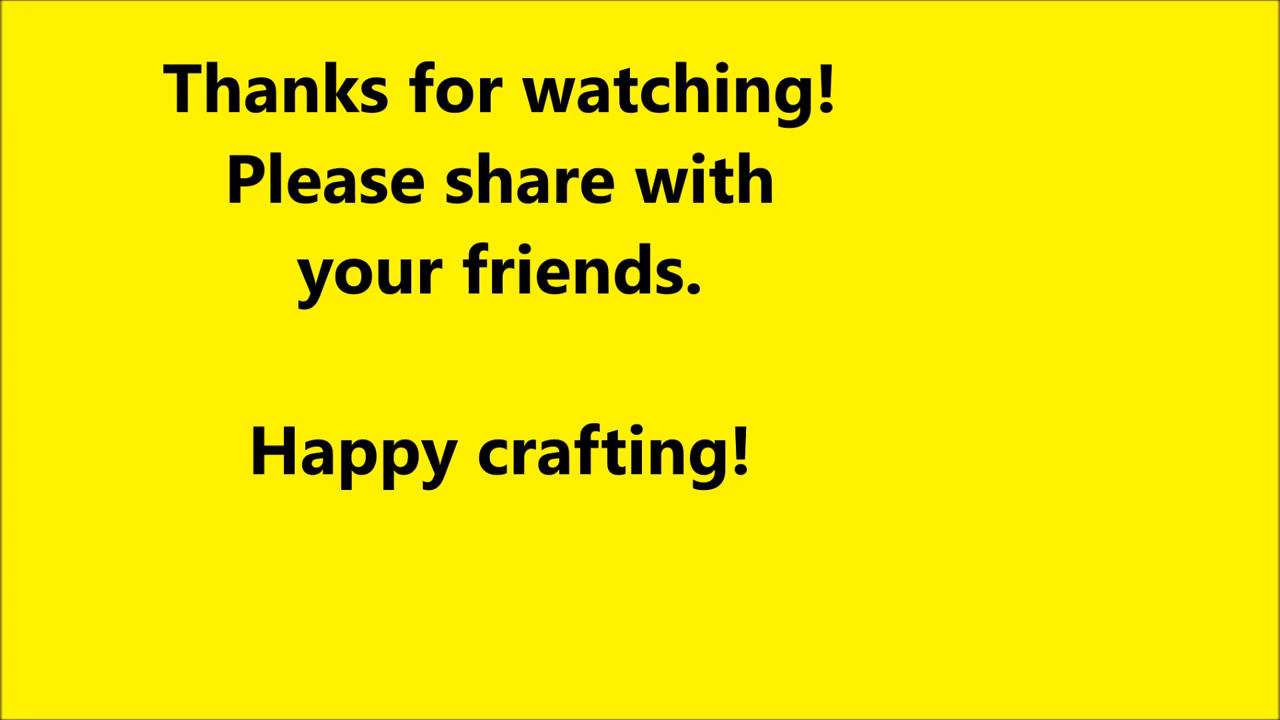 Thanks for watching!
Please share with
your friends.
Happy crafting!